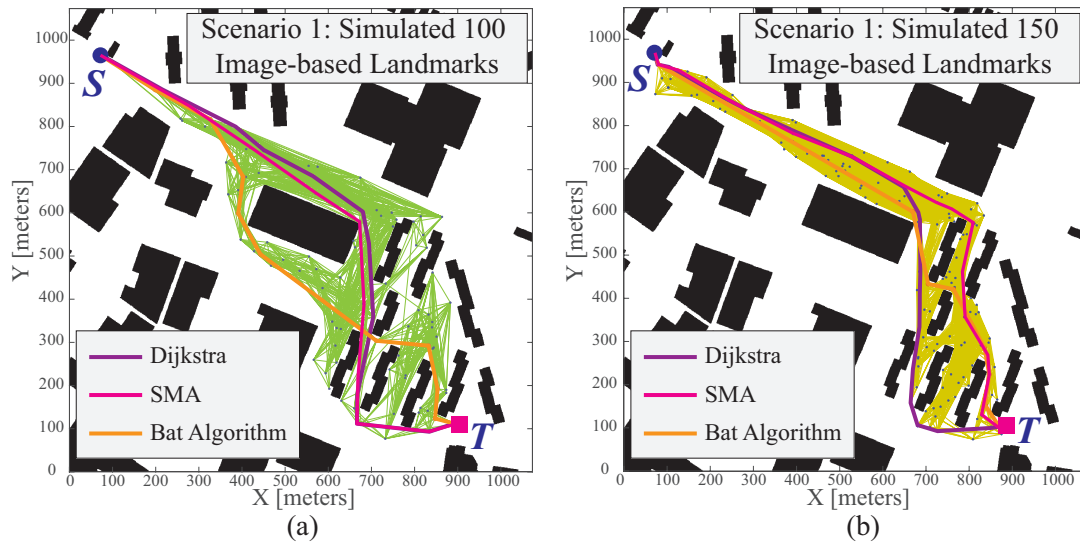 Scenario 1: Simulated 100
Image-based Landmarks
1000
900
800
700
600
500
400
300
200
100
0
Y [meters]
S
T
Dijkstra
SMA
Bat Algorithm
0 100 200 300 400 500 600 700 800 900 1000
X [meters]
(a)
Scenario 1: Simulated 150
Image-based Landmarks
1000
900
800
700
600
500
400
300
200
100
0
Y [meters]
S
T
Dijkstra
SMA
Bat Algorithm
0 100 200 300 400 500 600 700 800 900 1000
X [meters]
(b)